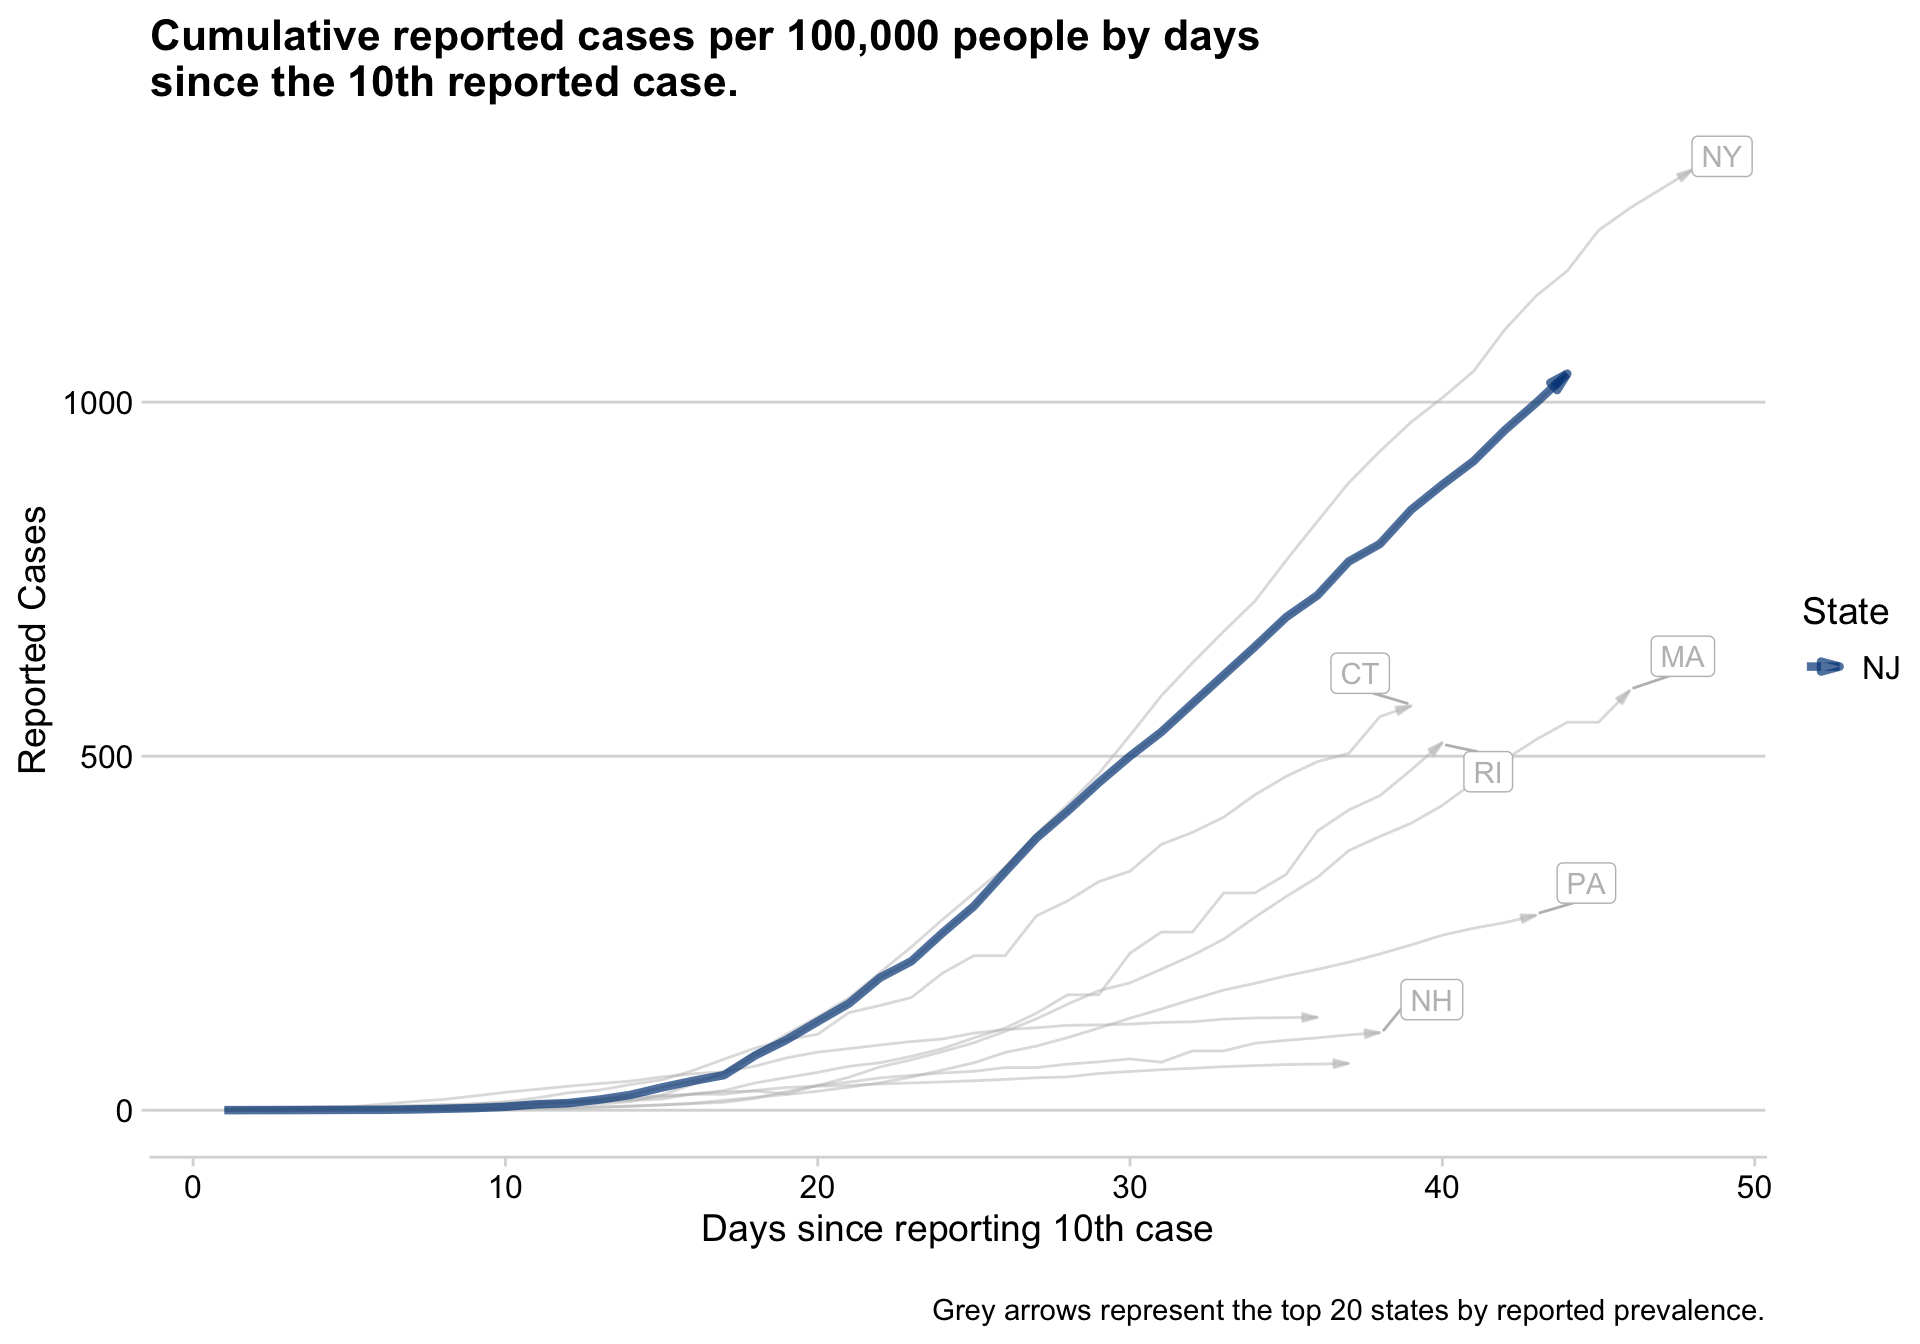 Cumulative reported cases per 100,000 people by days
since the 10th reported case.
NY
1000
Reported Cases
State
NJ
CT
MA
500
RI
PA
NH
0
0 10 20 30 40 50
Days since reporting 10th case
Grey arrows represent the top 20 states by reported prevalence.